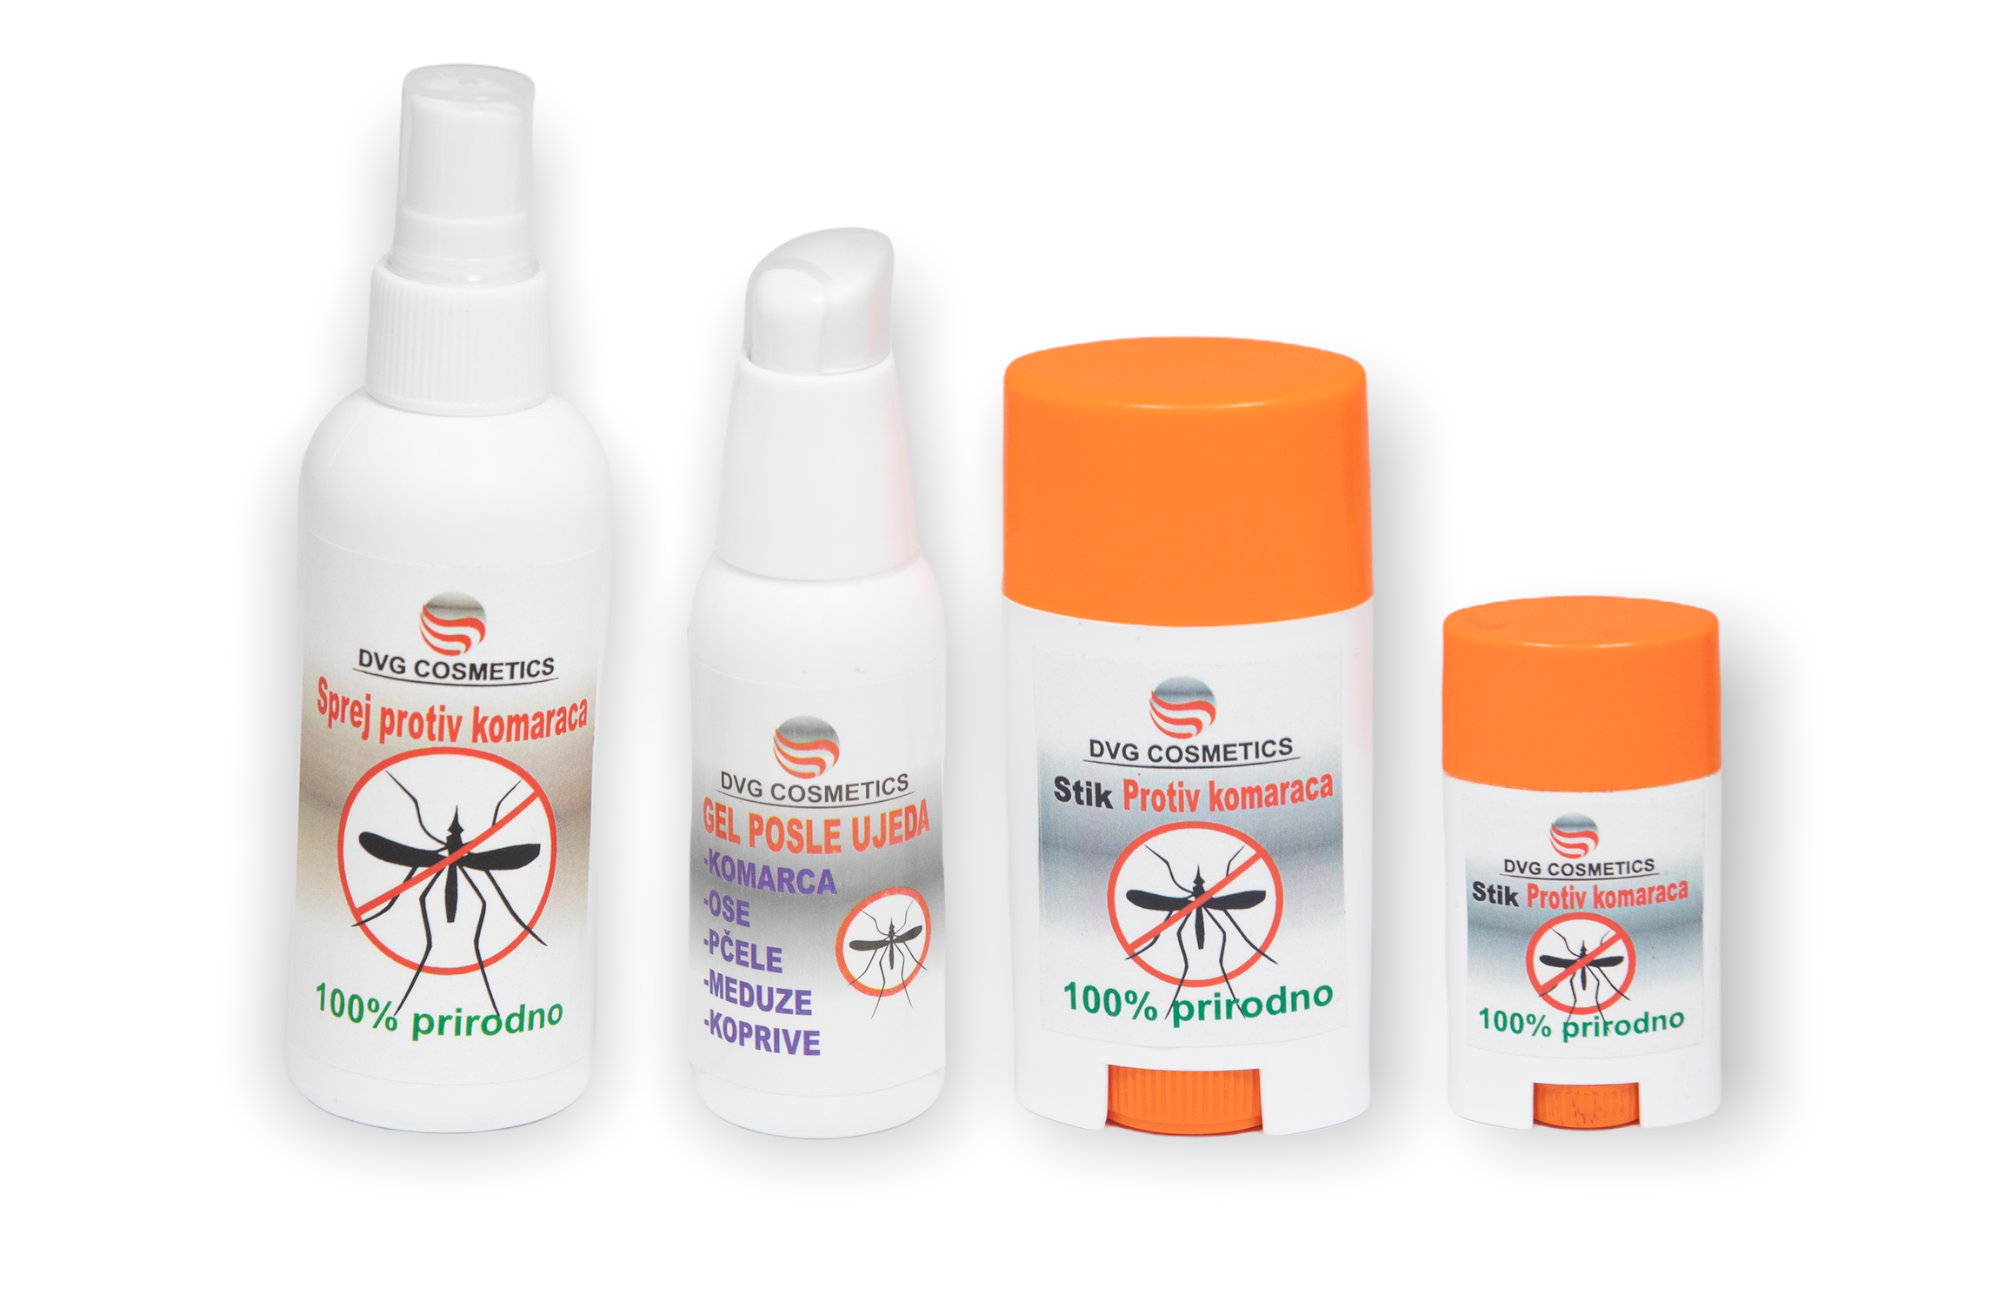 DVG COSMETICS
Sprej protiv komaraca
100% prirodno
DVG COSMETICS
GEL POSLE UJEDA
-KOMARCA
-OSE
-PČELE
-MEDUZE
-KOPRIVE
DVG COSMETICS
Stik Protiv komaraca
100% prirodno
DVG COSMETICS
Stik Protiv komaraca
100% prirodno